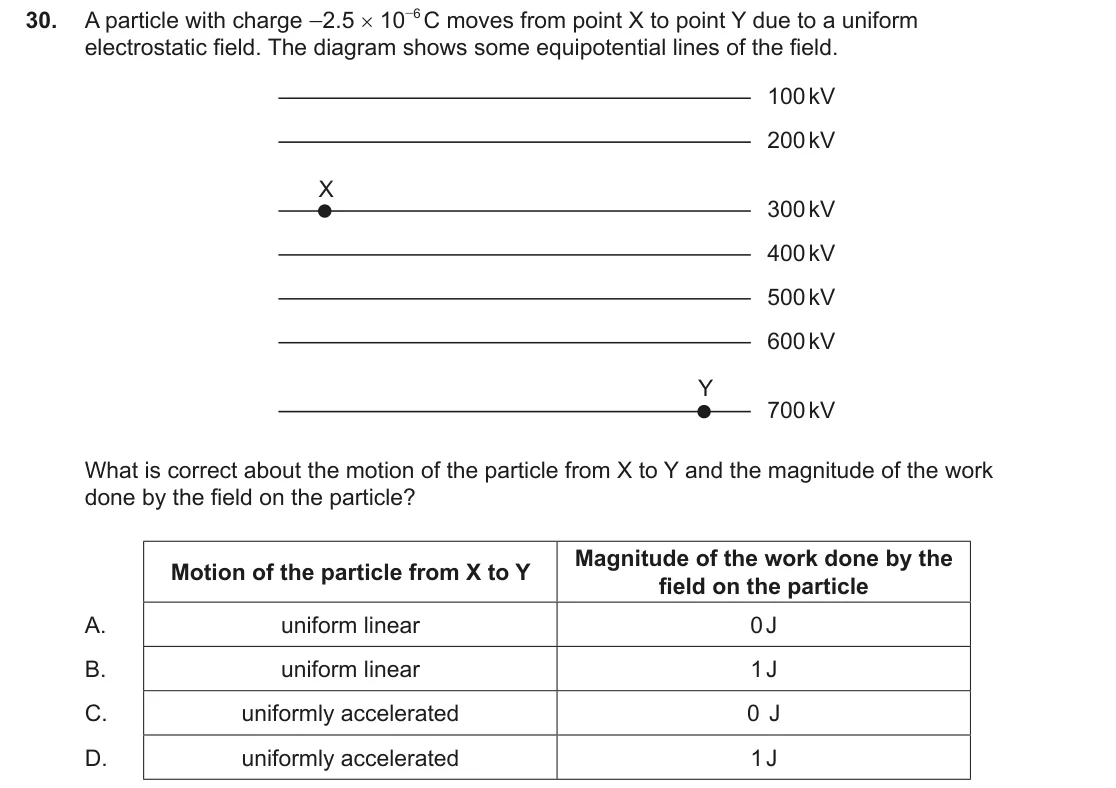 30. A particle with charge –2.5 × 10⁻⁶ C moves from point X to point Y due to a uniform
electrostatic field. The diagram shows some equipotential lines of the field.
100 kV
200 kV
X
300 kV
400 kV
500 kV
600 kV
Y
700 kV
What is correct about the motion of the particle from X to Y and the magnitude of the work
done by the field on the particle?
Motion of the particle from X to Y
Magnitude of the work done by the
field on the particle
A. uniform linear 0 J
B. uniform linear 1 J
C. uniformly accelerated 0 J
D. uniformly accelerated 1 J